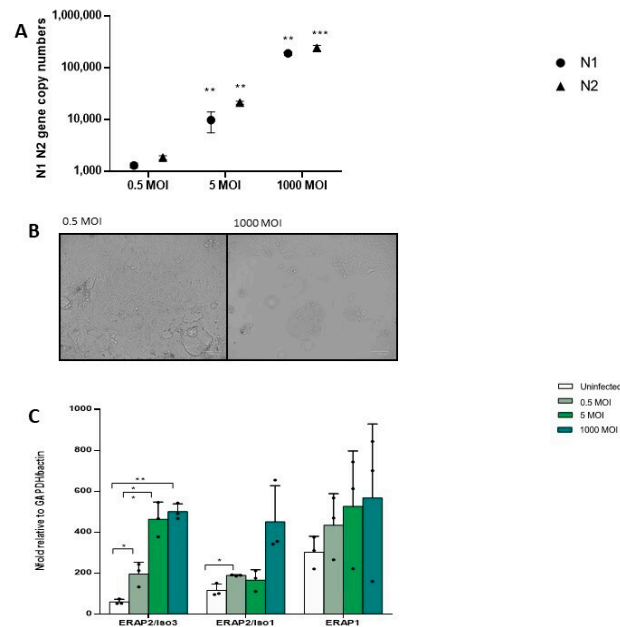 A
N1 N2 gene copy numbers
1,000,000
100,000
10,000
1,000
** ** ** ***
0.5 MOI 5 MOI 1000 MOI
N1
N2
B
0.5 MOI 1000 MOI
C
Nfold relative to GAPDH/bactin
1000
800
600
400
200
0
* * * ** *
ERAP2/Iso3 ERAP2/Iso1 ERAP1
Uninfected
0.5 MOI
5 MOI
1000 MOI